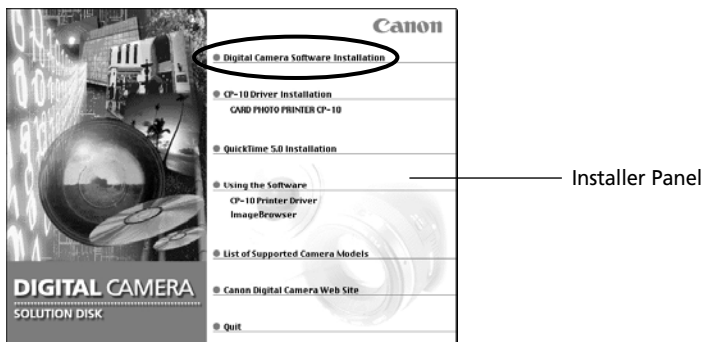 Canon
Digital Camera Software Installation
CP-10 Driver Installation
CARD PHOTO PRINTER CP-10
QuickTime 5.0 Installation
Installer Panel
Using the Software
CP-10 Printer Driver
ImageBrowser
List of Supported Camera Models
DIGITAL CAMERA
SOLUTION DISK
Canon Digital Camera Web Site
Quit